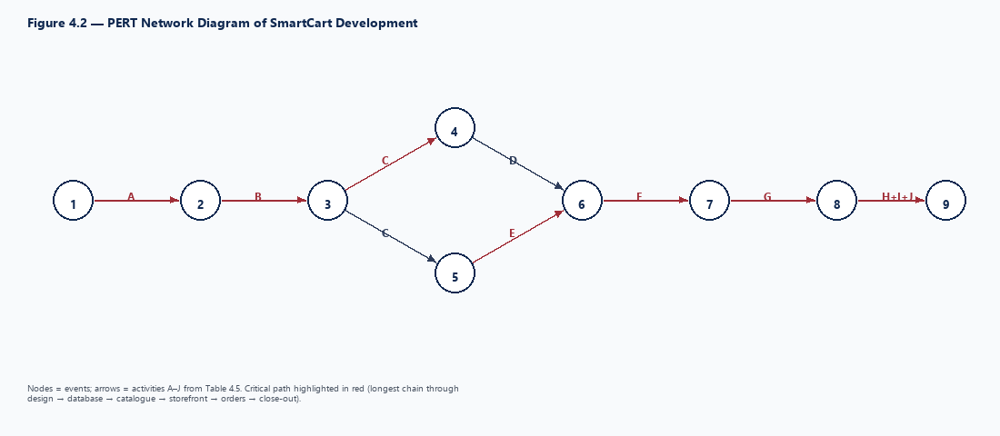 Figure 4.2 — PERT Network Diagram of SmartCart Development
4
C
D
1
A
2
B
3
6
F
7
G
8
H+I+J
9
C
E
5
Nodes = events; arrows = activities A–J from Table 4.5. Critical path highlighted in red (longest chain through
design → database → catalogue → storefront → orders → close-out).